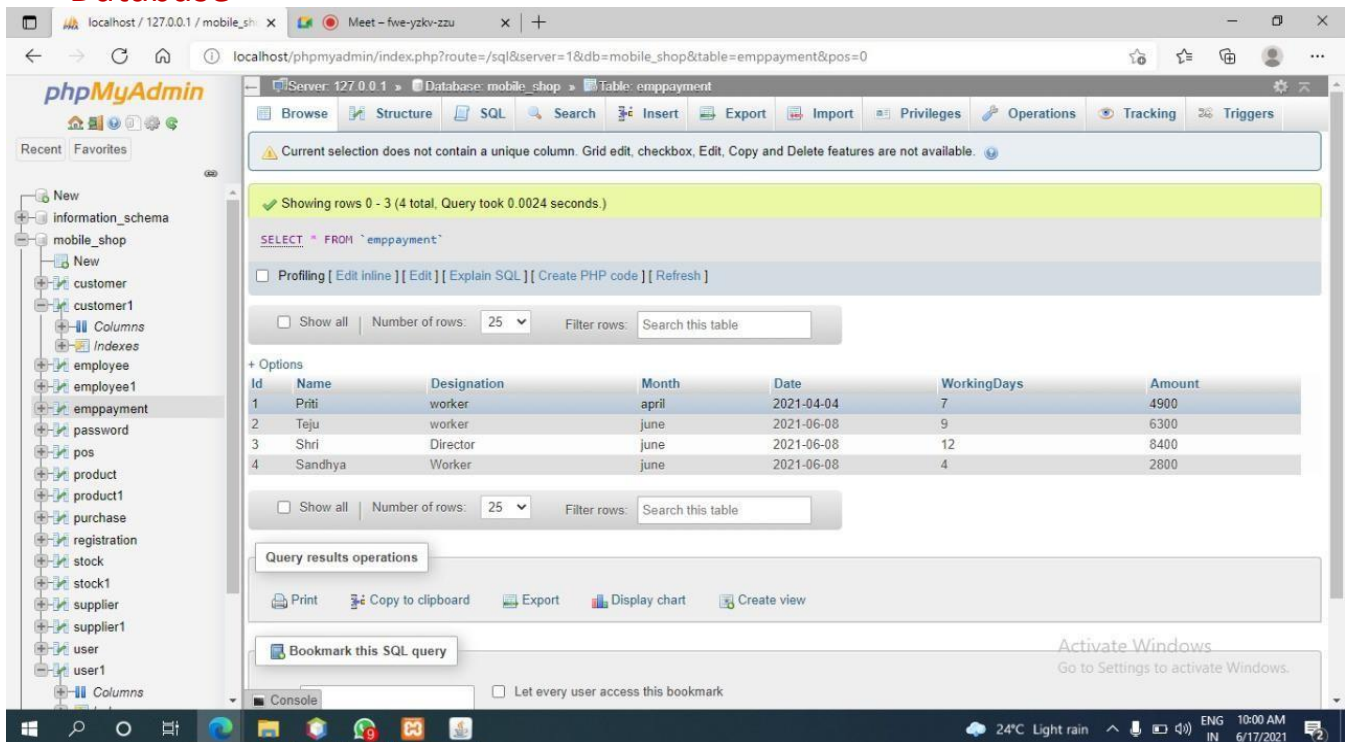 Database
localhost / 127.0.0.1 / mobile_sh
Meet – fwe-yzkv-zzu
localhost/phpmyadmin/index.php?route=/sql&server=1&db=mobile_shop&table=emppayment&pos=0
phpMyAdmin
Recent Favorites
New
information_schema
mobile_shop
New
customer
customer1
Columns
Indexes
employee
employee1
emppayment
password
pos
product
product1
purchase
registration
stock
stock1
supplier
supplier1
user
user1
Columns
Server: 127.0.0.1 » Database: mobile_shop » Table: emppayment
Browse Structure SQL Search Insert Export Import Privileges Operations Tracking Triggers
Current selection does not contain a unique column. Grid edit, checkbox, Edit, Copy and Delete features are not available.
Showing rows 0 - 3 (4 total, Query took 0.0024 seconds.)
SELECT * FROM `emppayment`
Profiling [ Edit inline ] [ Edit ] [ Explain SQL ] [ Create PHP code ] [ Refresh ]
Show all | Number of rows: 25 Filter rows: Search this table
+ Options
Id Name Designation Month Date WorkingDays Amount
1 Priti worker april 2021-04-04 7 4900
2 Teju worker june 2021-06-08 9 6300
3 Shri Director june 2021-06-08 12 8400
4 Sandhya Worker june 2021-06-08 4 2800
Show all | Number of rows: 25 Filter rows: Search this table
Query results operations
Print Copy to clipboard Export Display chart Create view
Bookmark this SQL query
Let every user access this bookmark
Console
Activate Windows
Go to Settings to activate Windows.
24°C Light rain ENG 10:00 AM
IN 6/17/2021